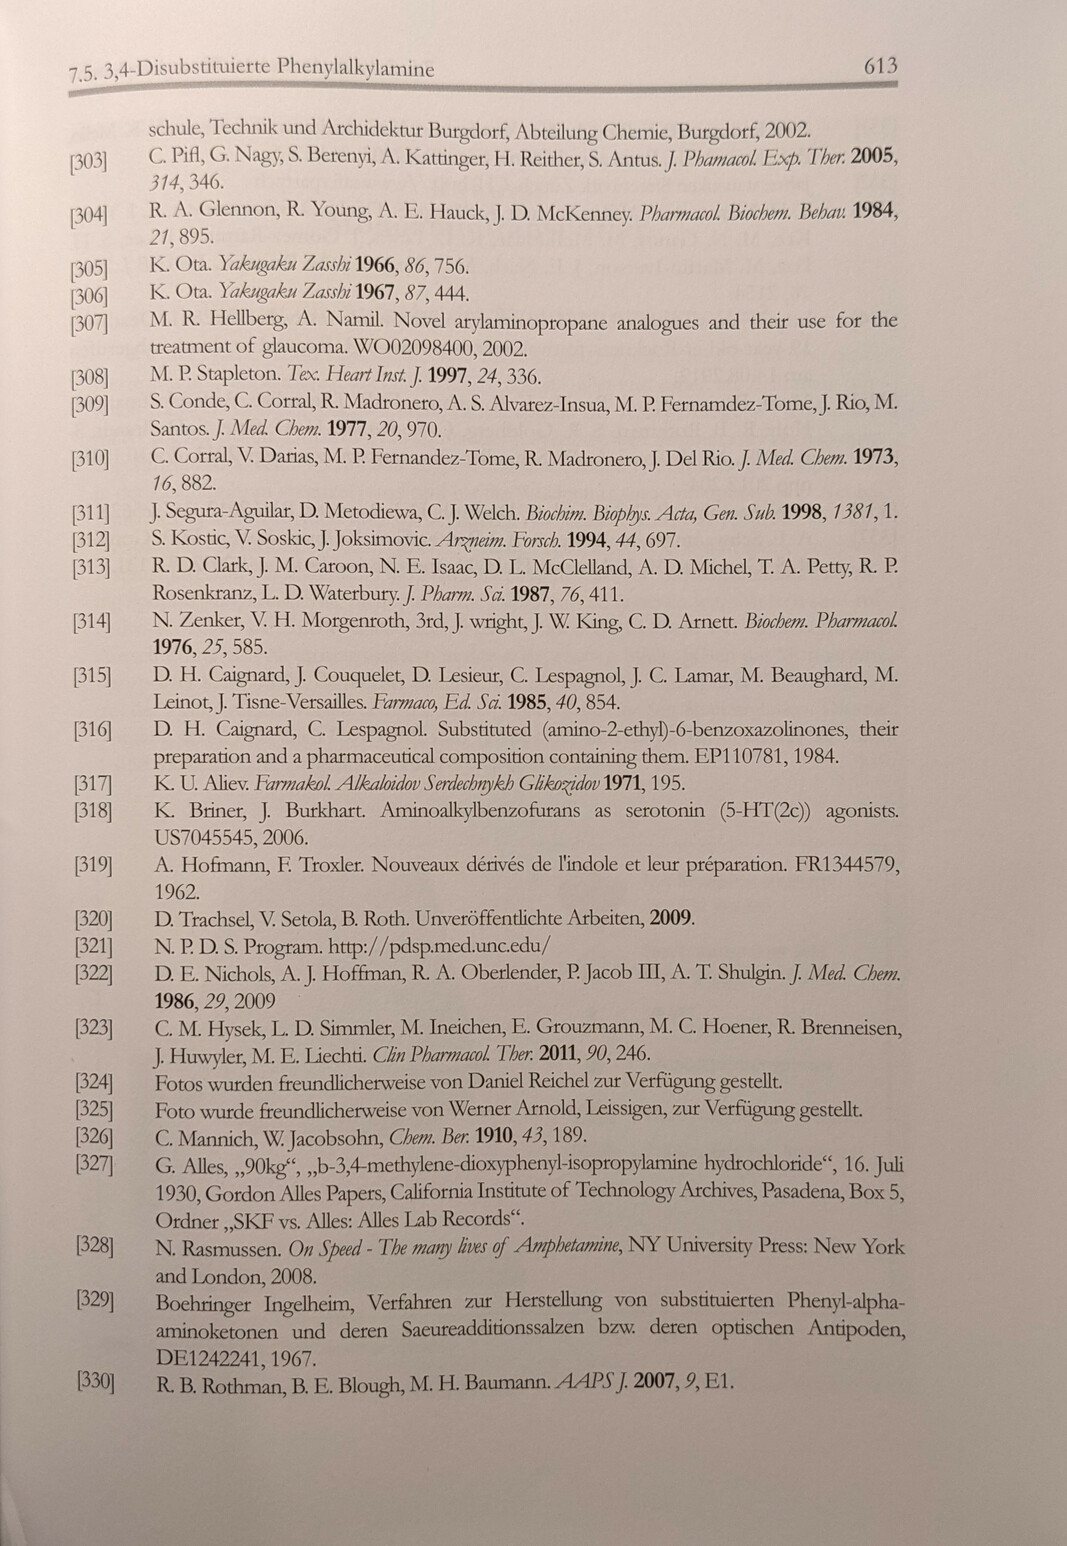 7.5. 3,4-Disubstituierte Phenylalkylamine 613
schule, Technik und Archidektur Burgdorf, Abteilung Chemie, Burgdorf, 2002.
[303] C. Pifl, G. Nagy, S. Berenyi, A. Kattinger, H. Reither, S. Antus. J. Phamacol. Exp. Ther. 2005,
314, 346.
[304] R. A. Glennon, R. Young, A. E. Hauck, J. D. McKenney. Pharmacol. Biochem. Behav. 1984,
21, 895.
[305] K. Ota. Yakugaku Zasshi 1966, 86, 756.
[306] K. Ota. Yakugaku Zasshi 1967, 87, 444.
[307] M. R. Hellberg, A. Namil. Novel arylaminopropane analogues and their use for the
treatment of glaucoma. WO02098400, 2002.
[308] M. P. Stapleton. Tex. Heart Inst. J. 1997, 24, 336.
[309] S. Conde, C. Corral, R. Madronero, A. S. Alvarez-Insua, M. P. Fernamdez-Tome, J. Rio, M.
Santos. J. Med. Chem. 1977, 20, 970.
[310] C. Corral, V. Darias, M. P. Fernandez-Tome, R. Madronero, J. Del Rio. J. Med. Chem. 1973,
16, 882.
[311] J. Segura-Aguilar, D. Metodiewa, C. J. Welch. Biochim. Biophys. Acta, Gen. Sub. 1998, 1381, 1.
[312] S. Kostic, V. Soskic, J. Joksimovic. Arzneim. Forsch. 1994, 44, 697.
[313] R. D. Clark, J. M. Caroon, N. E. Isaac, D. L. McClelland, A. D. Michel, T. A. Petty, R. P.
Rosenkranz, L. D. Waterbury. J. Pharm. Sci. 1987, 76, 411.
[314] N. Zenker, V. H. Morgenroth, 3rd, J. wright, J. W. King, C. D. Arnett. Biochem. Pharmacol.
1976, 25, 585.
[315] D. H. Caignard, J. Couquelet, D. Lesieur, C. Lespagnol, J. C. Lamar, M. Beaughard, M.
Leinot, J. Tisne-Versailles. Farmaco, Ed. Sci. 1985, 40, 854.
[316] D. H. Caignard, C. Lespagnol. Substituted (amino-2-ethyl)-6-benzoxazolinones, their
preparation and a pharmaceutical composition containing them. EP110781, 1984.
[317] K. U. Aliev. Farmakol. Alkaloidov Serdechnykh Glikozidov 1971, 195.
[318] K. Briner, J. Burkhart. Aminoalkylbenzofurans as serotonin (5-HT(2c)) agonists.
US7045545, 2006.
[319] A. Hofmann, F. Troxler. Nouveaux dérivés de l'indole et leur préparation. FR1344579,
1962.
[320] D. Trachsel, V. Setola, B. Roth. Unveröffentlichte Arbeiten, 2009.
[321] N. P. D. S. Program. http://pdsp.med.unc.edu/
[322] D. E. Nichols, A. J. Hoffman, R. A. Oberlender, P. Jacob III, A. T. Shulgin. J. Med. Chem.
1986, 29, 2009
[323] C. M. Hysek, L. D. Simmler, M. Ineichen, E. Grouzmann, M. C. Hoener, R. Brenneisen,
J. Huwyler, M. E. Liechti. Clin Pharmacol. Ther. 2011, 90, 246.
[324] Fotos wurden freundlicherweise von Daniel Reichel zur Verfügung gestellt.
[325] Foto wurde freundlicherweise von Werner Arnold, Leissigen, zur Verfügung gestellt.
[326] C. Mannich, W. Jacobsohn, Chem. Ber. 1910, 43, 189.
[327] G. Alles, „90kg“, „b-3,4-methylene-dioxyphenyl-isopropylamine hydrochloride“, 16. Juli
1930, Gordon Alles Papers, California Institute of Technology Archives, Pasadena, Box 5,
Ordner „SKF vs. Alles: Alles Lab Records“.
[328] N. Rasmussen. On Speed - The many lives of Amphetamine, NY University Press: New York
and London, 2008.
[329] Boehringer Ingelheim, Verfahren zur Herstellung von substituierten Phenyl-alpha-
aminoketonen und deren Saeureadditionssalzen bzw. deren optischen Antipoden,
DE1242241, 1967.
[330] R. B. Rothman, B. E. Blough, M. H. Baumann. AAPS J. 2007, 9, E1.